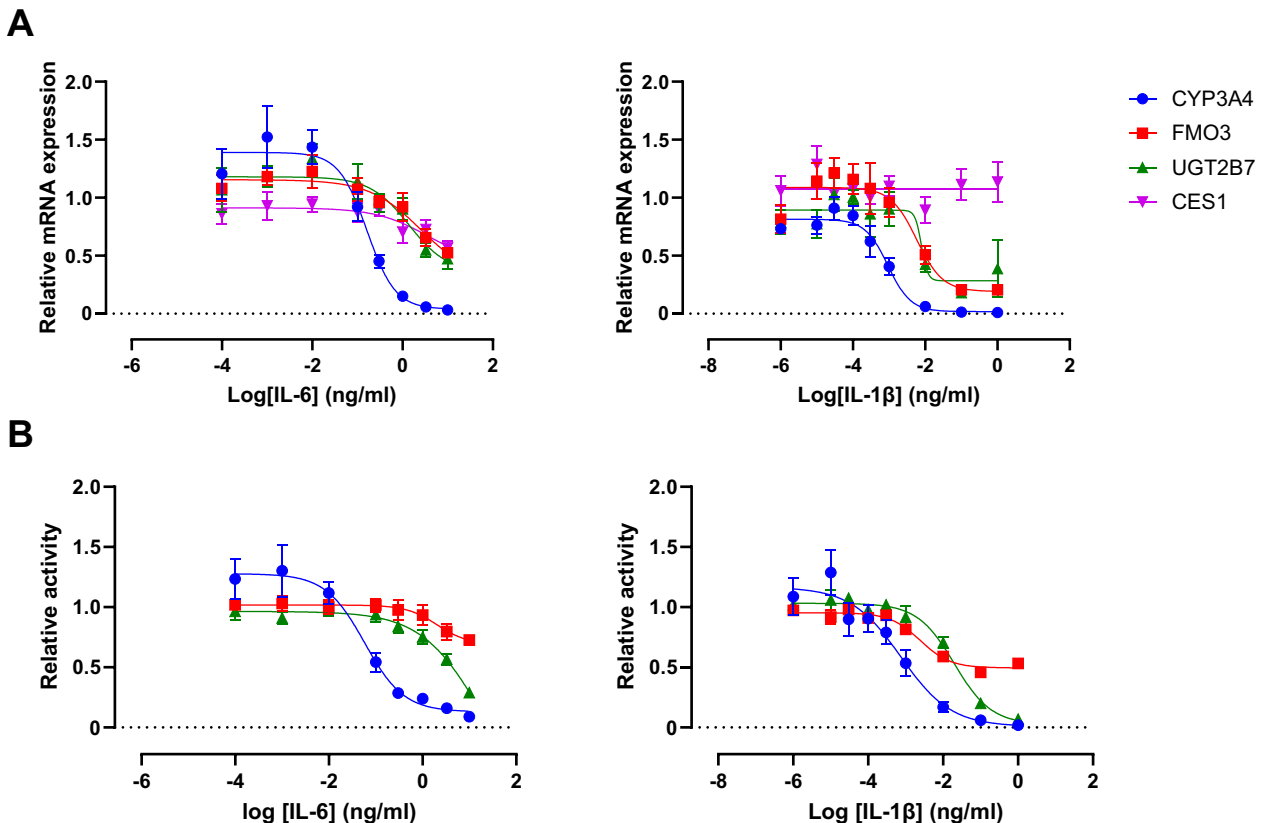 A
Relative mRNA expression
2.0
1.5
1.0
0.5
0
-6 -4 -2 0 2
Log[IL-6] (ng/ml)
Relative mRNA expression
2.0
1.5
1.0
0.5
0
-8 -6 -4 -2 0 2
Log[IL-1β] (ng/ml)
CYP3A4
FMO3
UGT2B7
CES1
B
Relative activity
2.0
1.5
1.0
0.5
0
-6 -4 -2 0 2
log [IL-6] (ng/ml)
Relative activity
2.0
1.5
1.0
0.5
0
-8 -6 -4 -2 0 2
Log [IL-1β] (ng/ml)